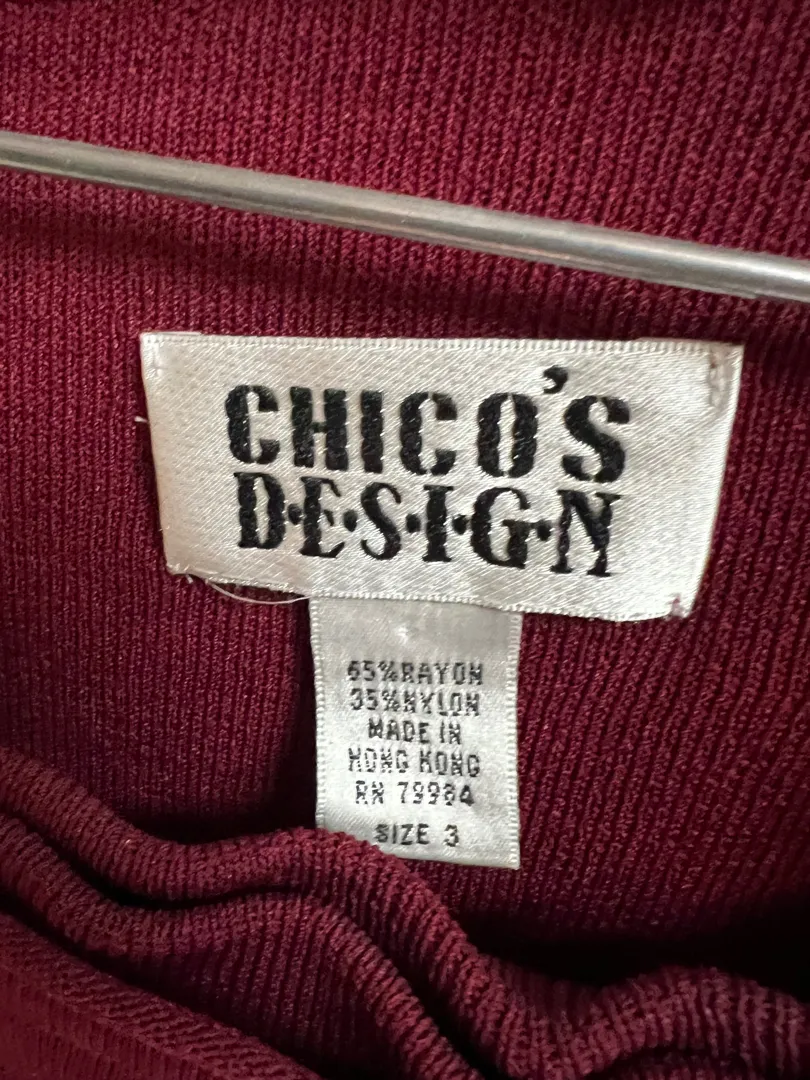 CHICO'S
D·E·S·I·G·N
65%RAYON
35%NYLON
MADE IN
HONG KONG
RN 79984
SIZE 3